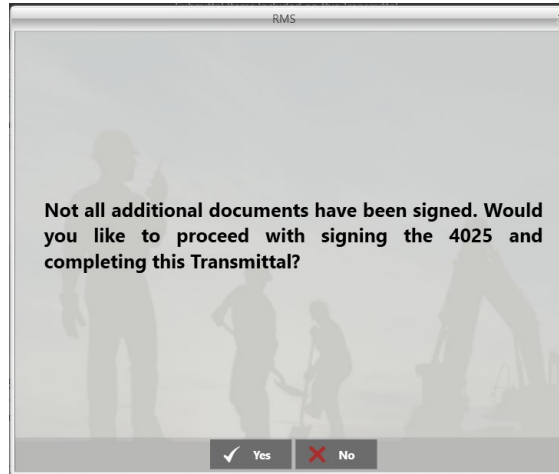 RMS
Not all additional documents have been signed. Would
you like to proceed with signing the 4025 and
completing this Transmittal?
Yes No